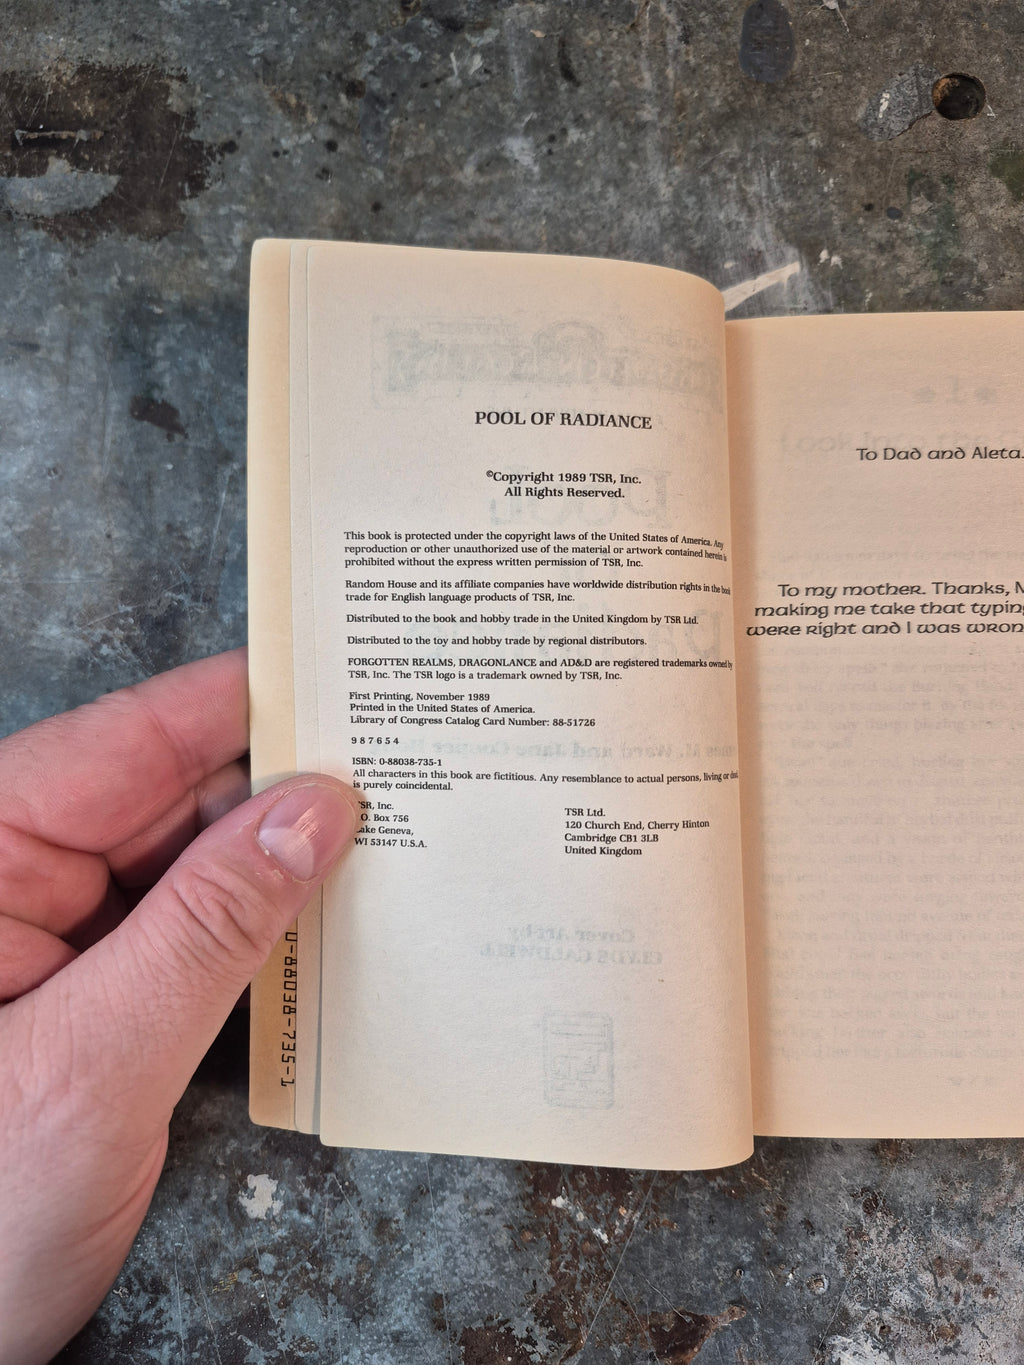 POOL OF RADIANCE
©Copyright 1989 TSR, Inc.
All Rights Reserved.
This book is protected under the copyright laws of the United States of America. Any
reproduction or other unauthorized use of the material or artwork contained herein is
prohibited without the express written permission of TSR, Inc.
Random House and its affiliate companies have worldwide distribution rights in the book
trade for English language products of TSR, Inc.
Distributed to the book and hobby trade in the United Kingdom by TSR Ltd.
Distributed to the toy and hobby trade by regional distributors.
FORGOTTEN REALMS, DRAGONLANCE and AD&D are registered trademarks owned by
TSR, Inc. The TSR logo is a trademark owned by TSR, Inc.
First Printing, November 1989
Printed in the United States of America.
Library of Congress Catalog Card Number: 88-51726
9 8 7 6 5 4
ISBN: 0-88038-735-1
All characters in this book are fictitious. Any resemblance to actual persons, living or dead,
is purely coincidental.
TSR, Inc.
P.O. Box 756
Lake Geneva,
WI 53147 U.S.A.
TSR Ltd.
120 Church End, Cherry Hinton
Cambridge CB1 3LB
United Kingdom
0-88038-735-1
To Dad and Aleta.
To my mother. Thanks, M
making me take that typing
were right and I was wron